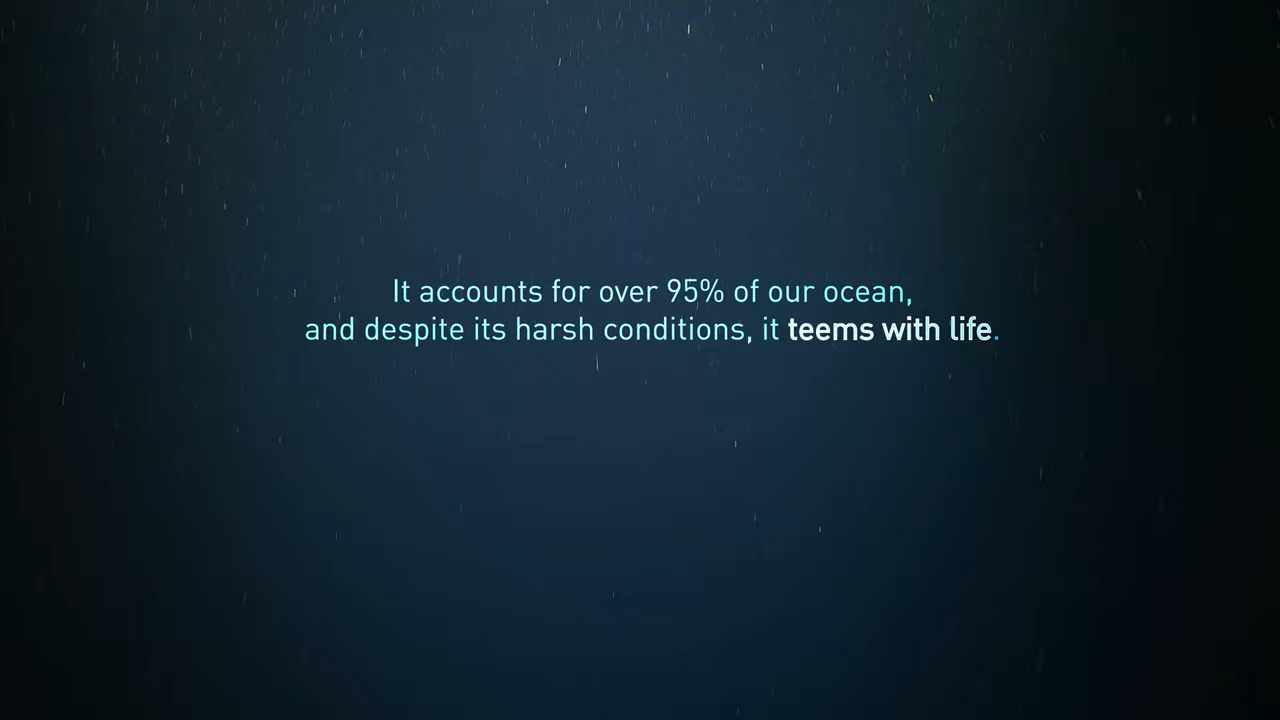 It accounts for over 95% of our ocean,
and despite its harsh conditions, it teems with life.